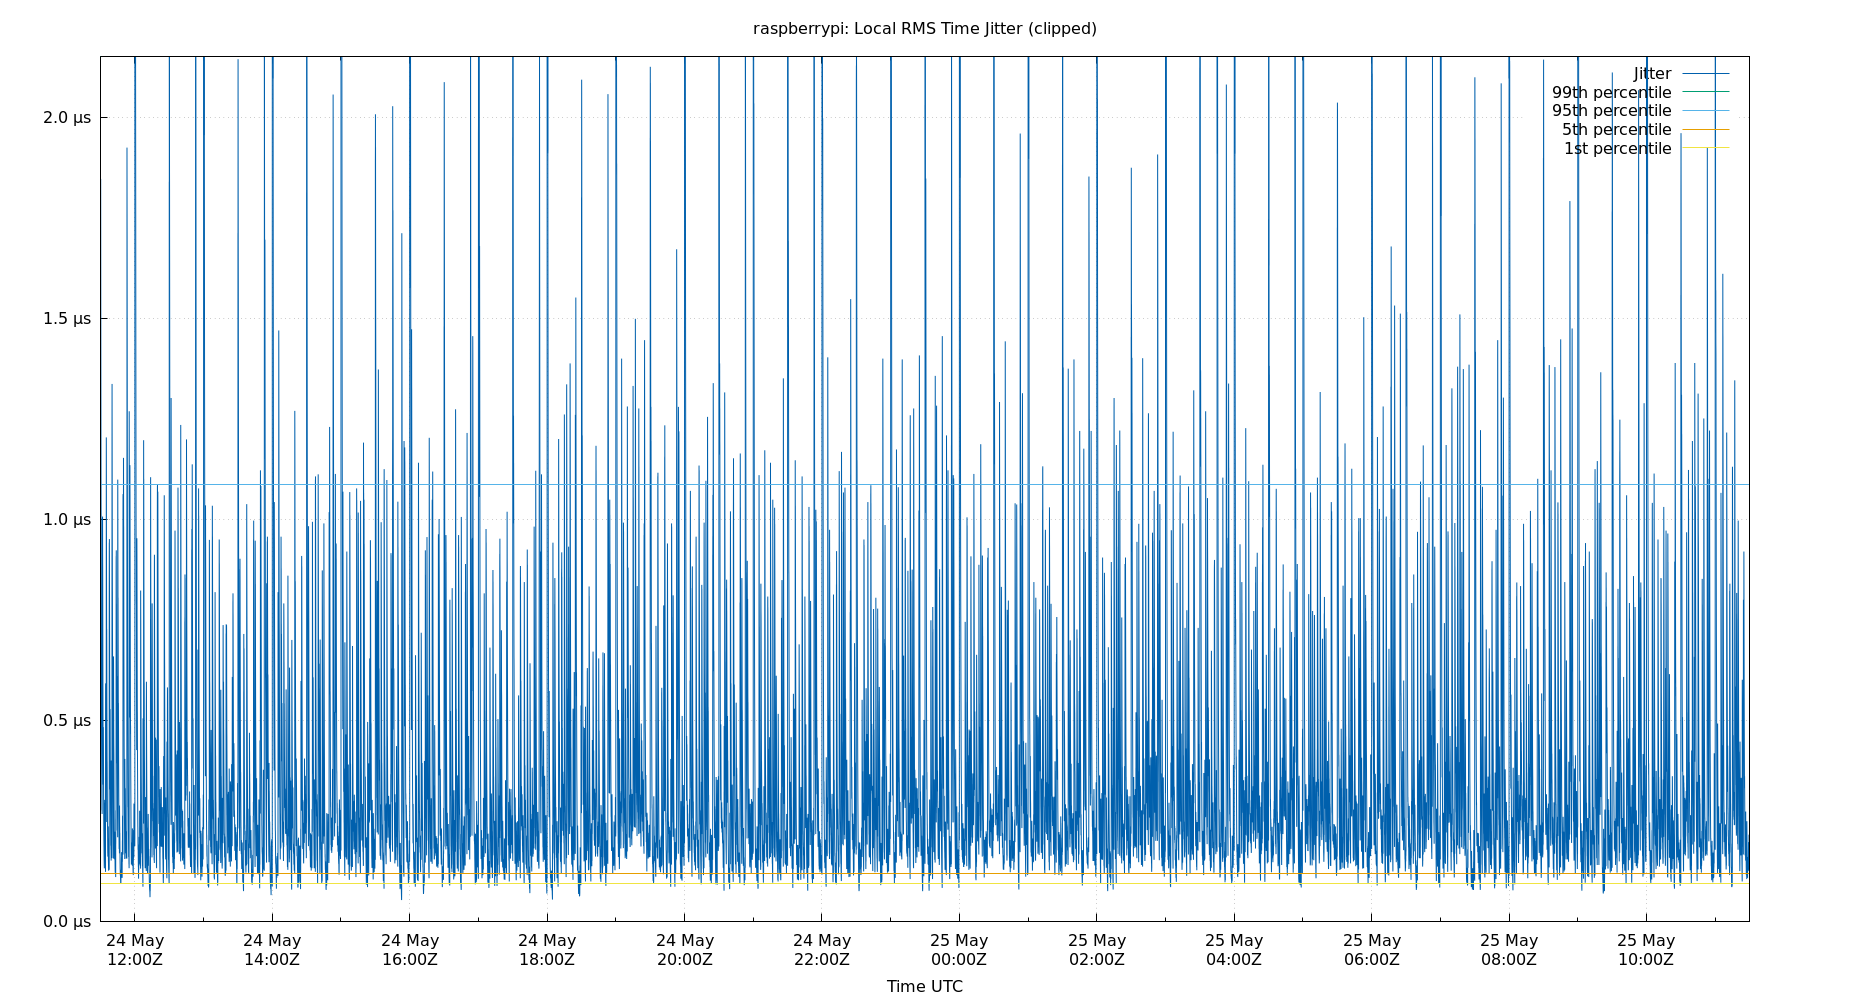 raspberrypi: Local RMS Time Jitter (clipped)
Jitter
99th percentile
95th percentile
5th percentile
1st percentile
2.0 μs
1.5 μs
1.0 μs
0.5 μs
0.0 μs
24 May 24 May 24 May 24 May 24 May 24 May 25 May 25 May 25 May 25 May 25 May 25 May
12:00Z 14:00Z 16:00Z 18:00Z 20:00Z 22:00Z 00:00Z 02:00Z 04:00Z 06:00Z 08:00Z 10:00Z
Time UTC